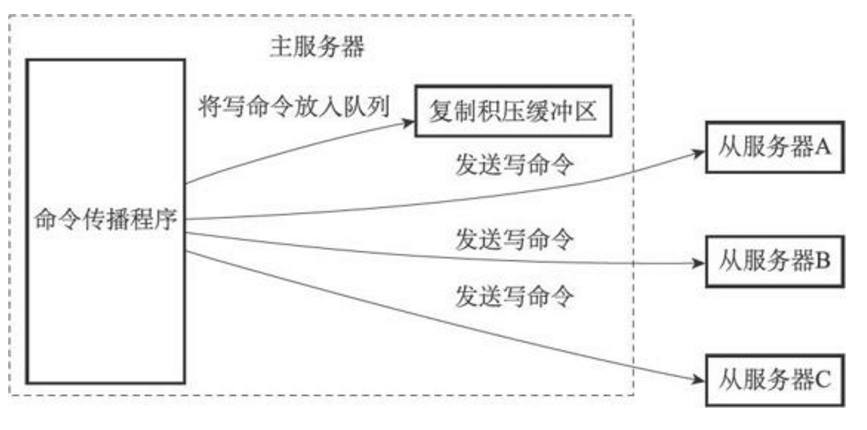 主服务器
将写命令放入队列
复制积压缓冲区
发送写命令
从服务器A
命令传播程序
发送写命令
从服务器B
发送写命令
从服务器C